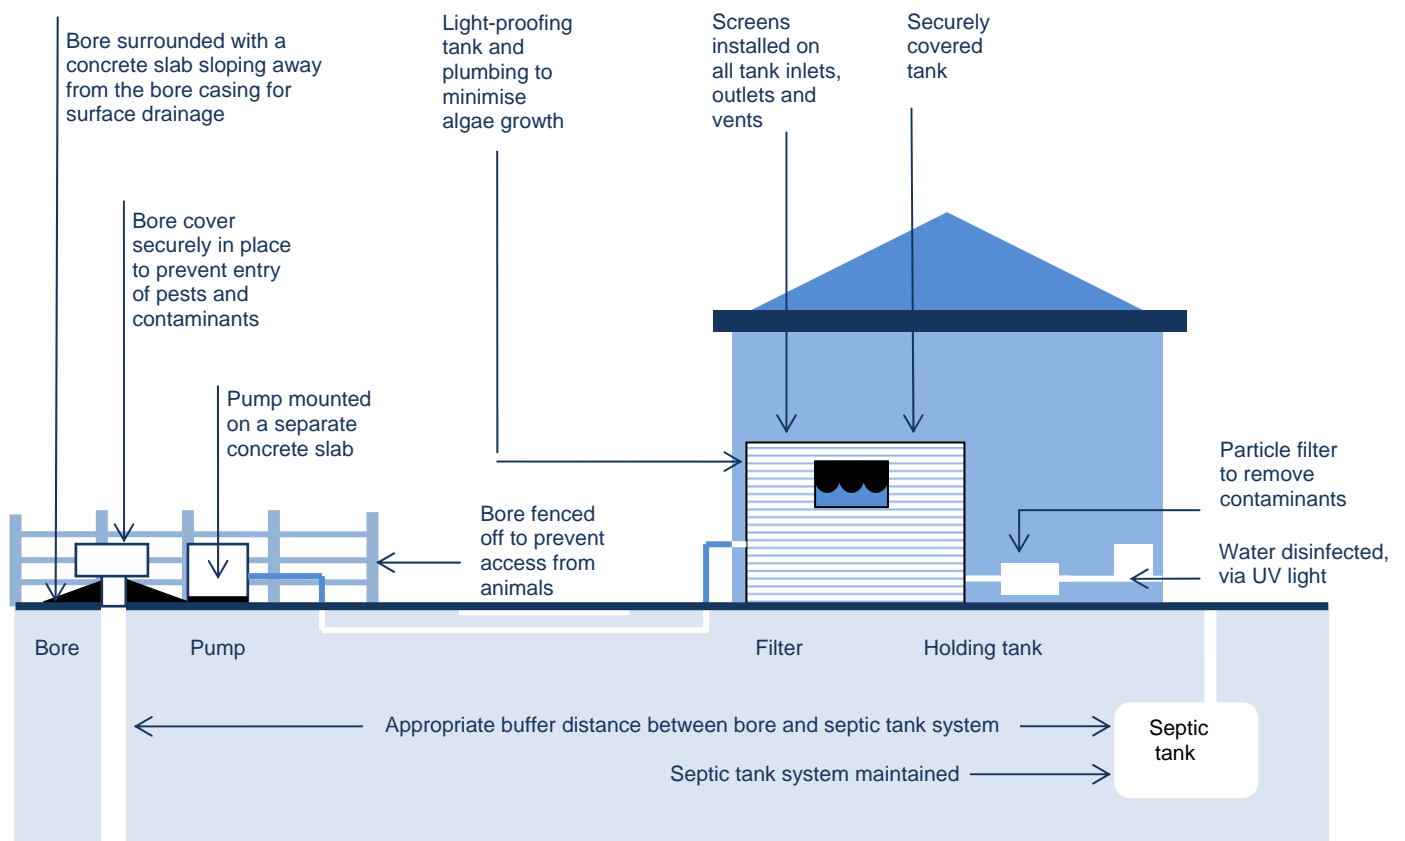 Bore surrounded with a
concrete slab sloping away
from the bore casing for
surface drainage
Light-proofing
tank and
plumbing to
minimise
algae growth
Screens
installed on
all tank inlets,
outlets and
vents
Securely
covered
tank
Bore cover
securely in place
to prevent entry
of pests and
contaminants
Pump mounted
on a separate
concrete slab
Bore fenced
off to prevent
access from
animals
Particle filter
to remove
contaminants
Water disinfected,
via UV light
Bore
Pump
Filter
Holding tank
Appropriate buffer distance between bore and septic tank system
Septic
tank
Septic tank system maintained